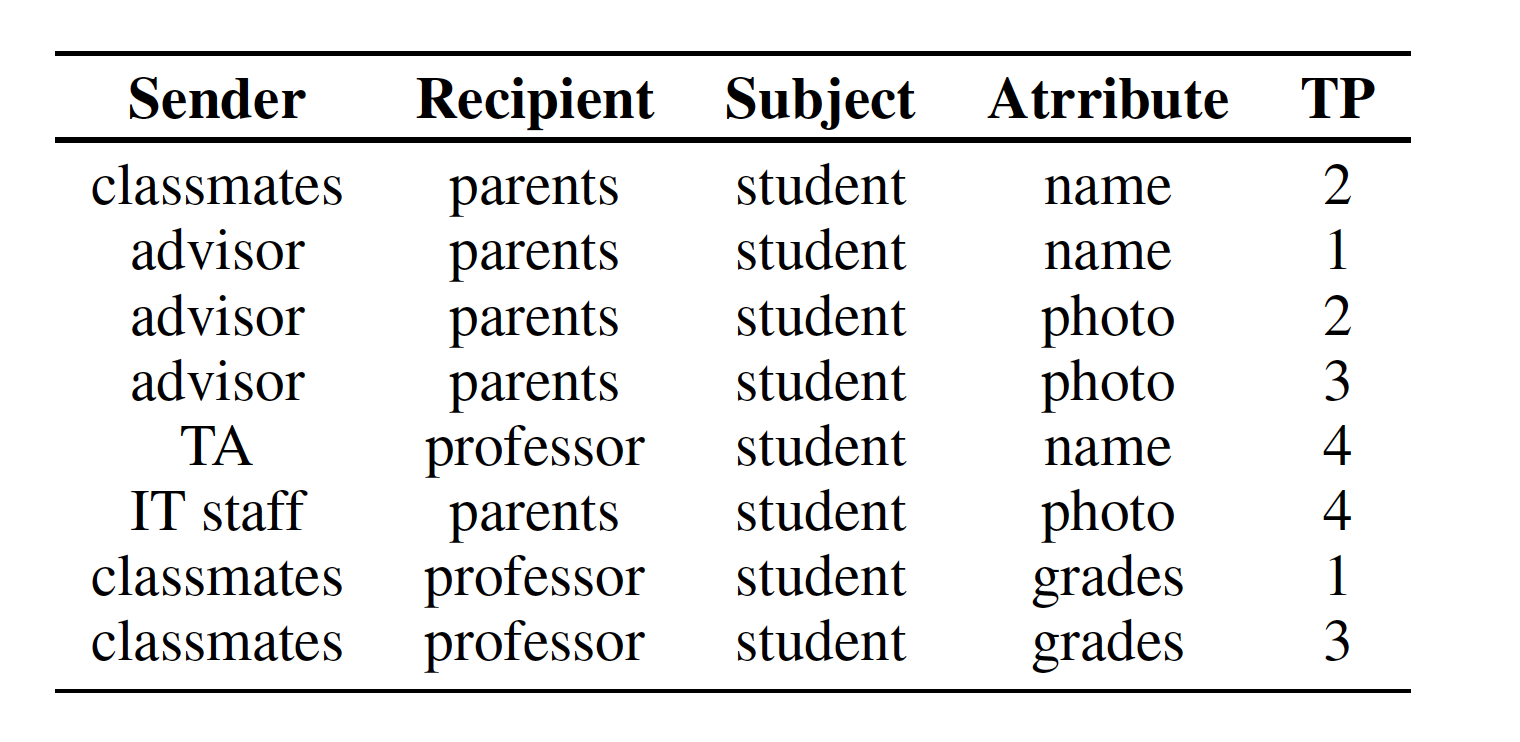 Sender Recipient Subject Atrribute TP
classmates parents student name 2
advisor parents student name 1
advisor parents student photo 2
advisor parents student photo 3
TA professor student name 4
IT staff parents student photo 4
classmates professor student grades 1
classmates professor student grades 3